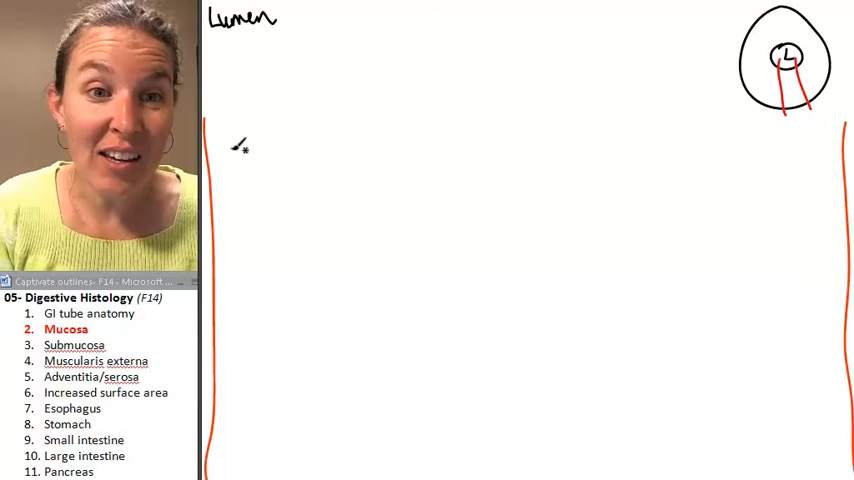 Lumen
L
Captivate outlines- F14 - Microsoft ...
05- Digestive Histology (F14)
1. GI tube anatomy
2. Mucosa
3. Submucosa
4. Muscularis externa
5. Adventitia/serosa
6. Increased surface area
7. Esophagus
8. Stomach
9. Small intestine
10. Large intestine
11. Pancreas